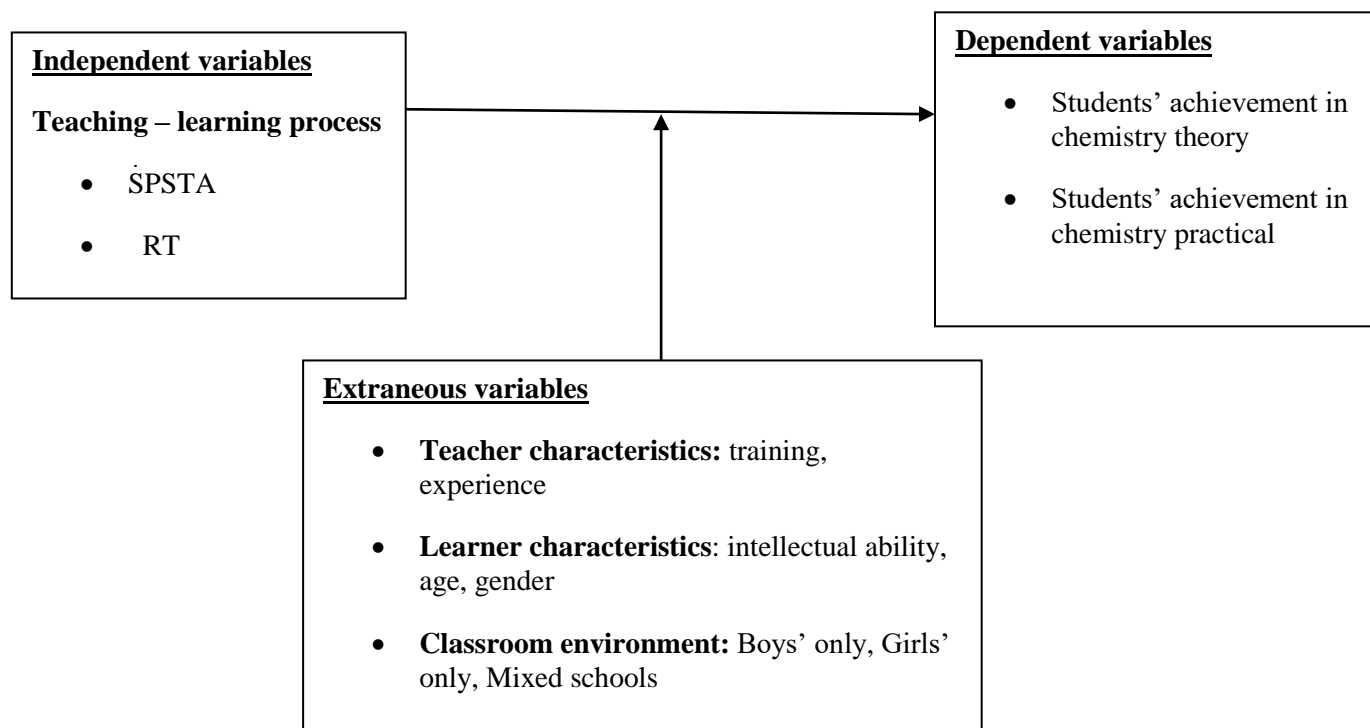 Independent variables
Teaching – learning process
• SPSTA
• RT
Dependent variables
• Students’ achievement in
chemistry theory
• Students’ achievement in
chemistry practical
Extraneous variables
• Teacher characteristics: training,
experience
• Learner characteristics: intellectual ability,
age, gender
• Classroom environment: Boys’ only, Girls’
only, Mixed schools